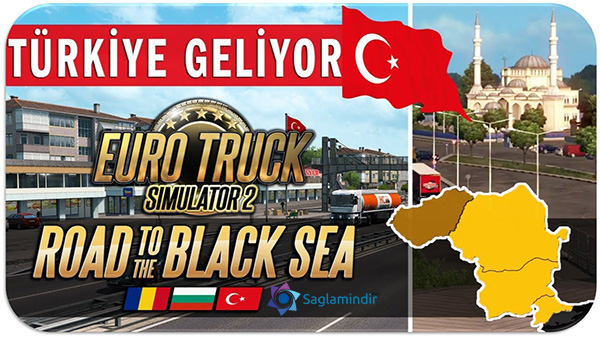 TÜRKİYE GELİYOR
EURO TRUCK
SIMULATOR 2
ROAD TO THE BLACK SEA
Saglamindir